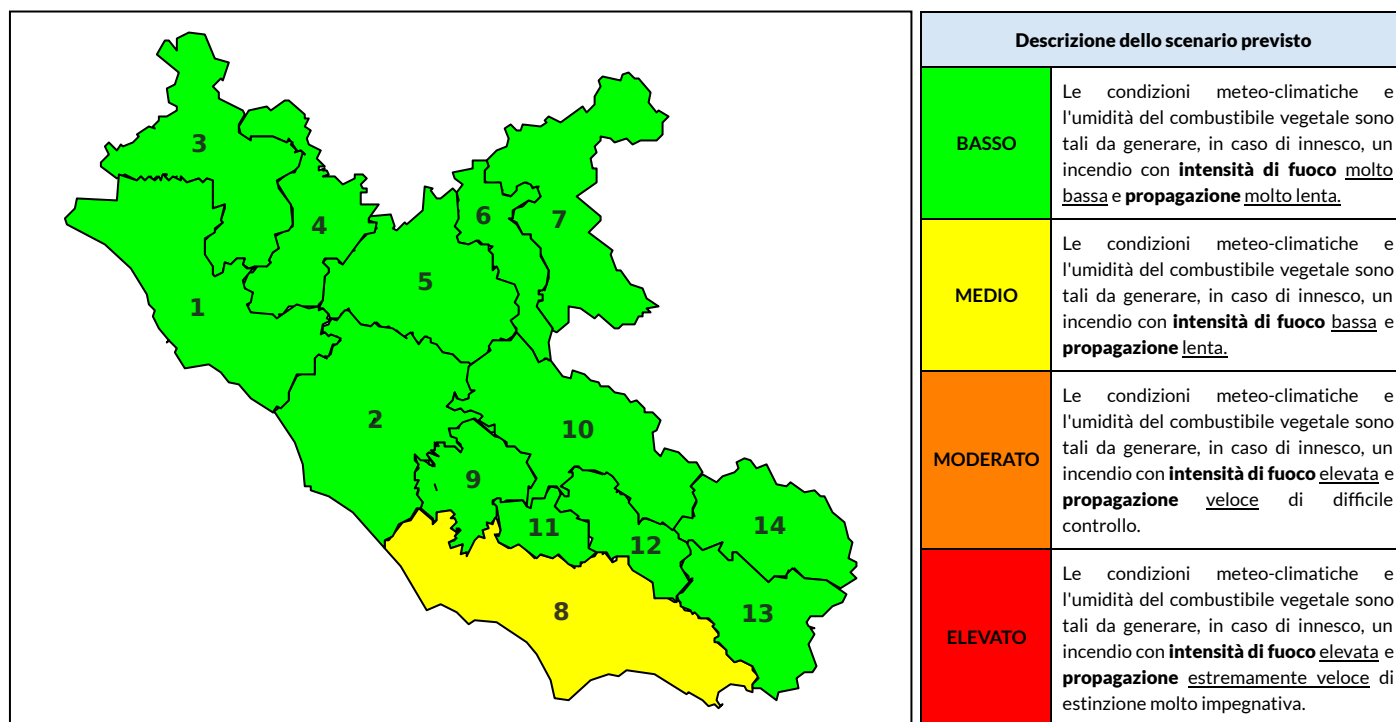 3
4
6
7
5
1
2
10
9
14
11
12
8
13
Descrizione dello scenario previsto
BASSO
Le condizioni meteo-climatiche e
l'umidità del combustibile vegetale sono
tali da generare, in caso di innesco, un
incendio con intensità di fuoco molto
bassa e propagazione molto lenta.
MEDIO
Le condizioni meteo-climatiche e
l'umidità del combustibile vegetale sono
tali da generare, in caso di innesco, un
incendio con intensità di fuoco bassa e
propagazione lenta.
MODERATO
Le condizioni meteo-climatiche e
l'umidità del combustibile vegetale sono
tali da generare, in caso di innesco, un
incendio con intensità di fuoco elevata e
propagazione veloce di difficile
controllo.
ELEVATO
Le condizioni meteo-climatiche e
l'umidità del combustibile vegetale sono
tali da generare, in caso di innesco, un
incendio con intensità di fuoco elevata e
propagazione estremamente veloce di
estinzione molto impegnativa.